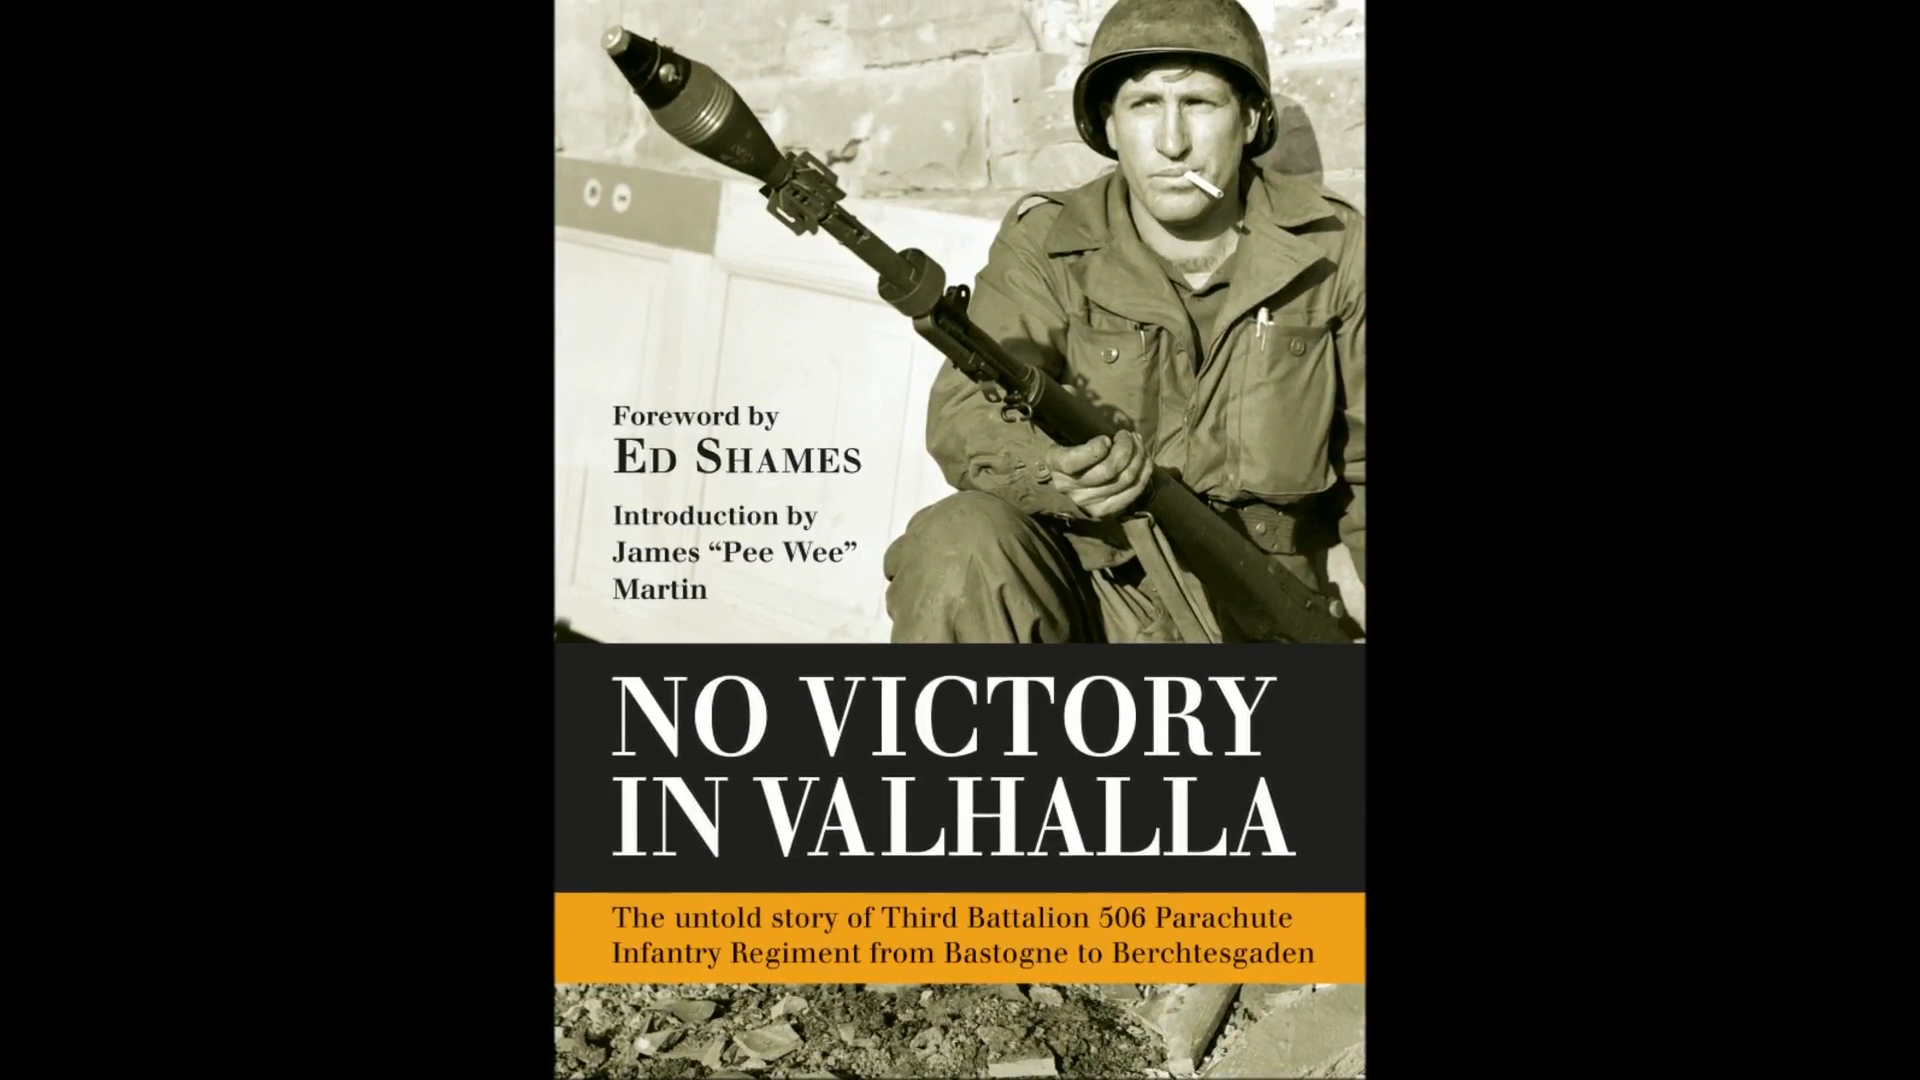 Foreword by
ED SHAMES
Introduction by
James “Pee Wee”
Martin
NO VICTORY
IN VALHALLA
The untold story of Third Battalion 506 Parachute
Infantry Regiment from Bastogne to Berchtesgaden